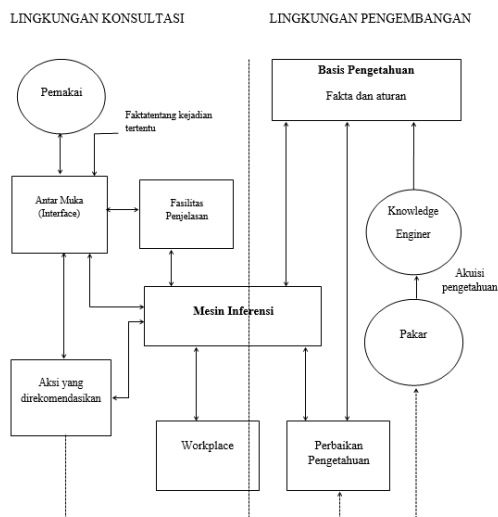 LINGKUNGAN KONSULTASI
LINGKUNGAN PENGEMBANGAN
Pemakai
Faktatentang kejadian
tertentu
Basis Pengetahuan
Fakta dan aturan
Antar Muka
(Interface)
Fasilitas
Penjelasan
Knowledge
Enginer
Akuisi
pengetahuan
Mesin Inferensi
Pakar
Aksi yang
direkomendasikan
Workplace
Perbaikan
Pengetahuan